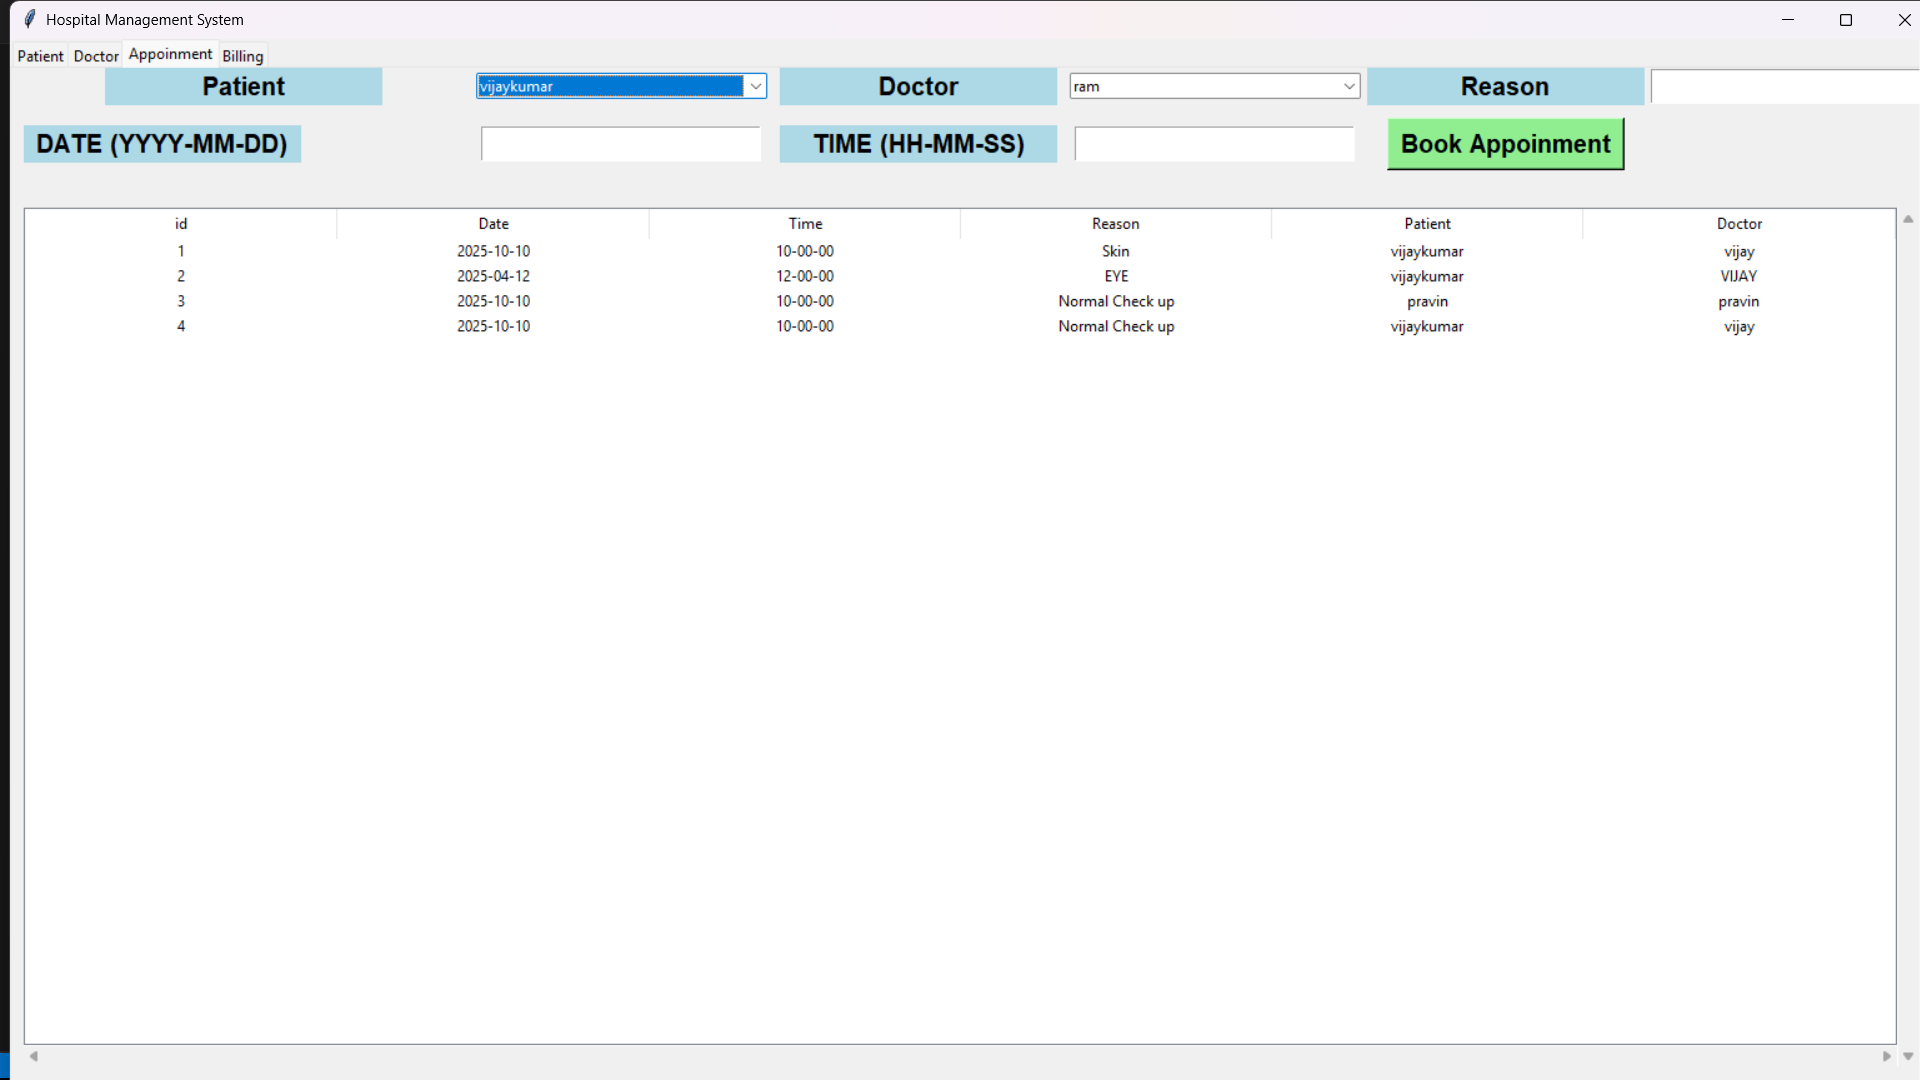 Hospital Management System
Patient Doctor Appoinment Billing
Patient vijaykumar Doctor ram Reason
DATE (YYYY-MM-DD) TIME (HH-MM-SS) Book Appoinment
id Date Time Reason Patient Doctor
1 2025-10-10 10-00-00 Skin vijaykumar vijay
2 2025-04-12 12-00-00 EYE vijaykumar VIJAY
3 2025-10-10 10-00-00 Normal Check up pravin pravin
4 2025-10-10 10-00-00 Normal Check up vijaykumar vijay